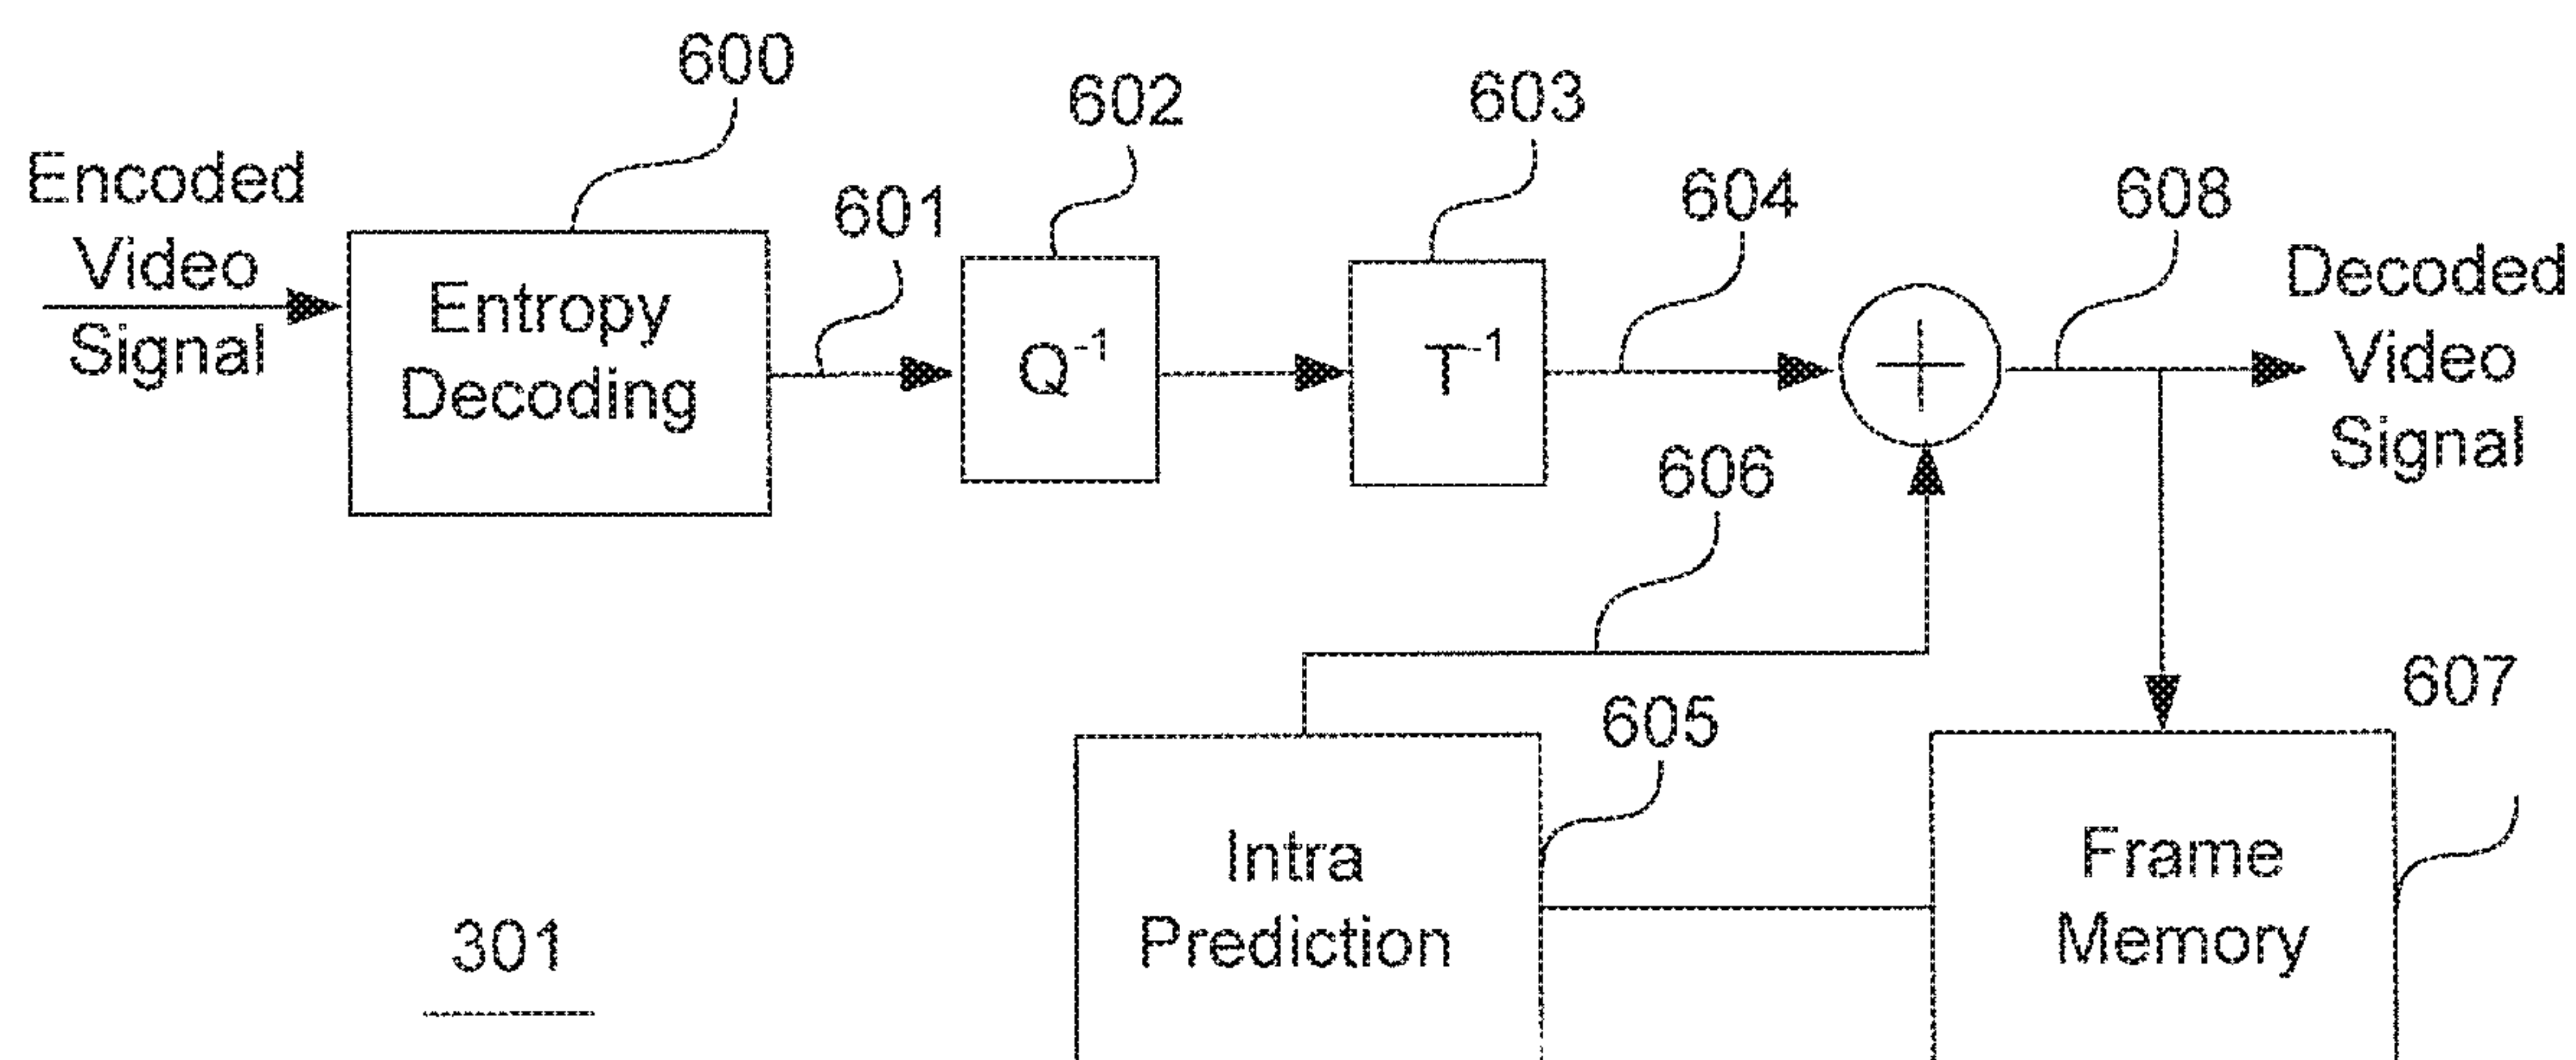 600
602
603
Encoded
Video
Signal
601
604
608
Decoded
Video
Signal
Entropy
Decoding
Q-1
T-1
606
605
607
Intra
Prediction
Frame
Memory
301